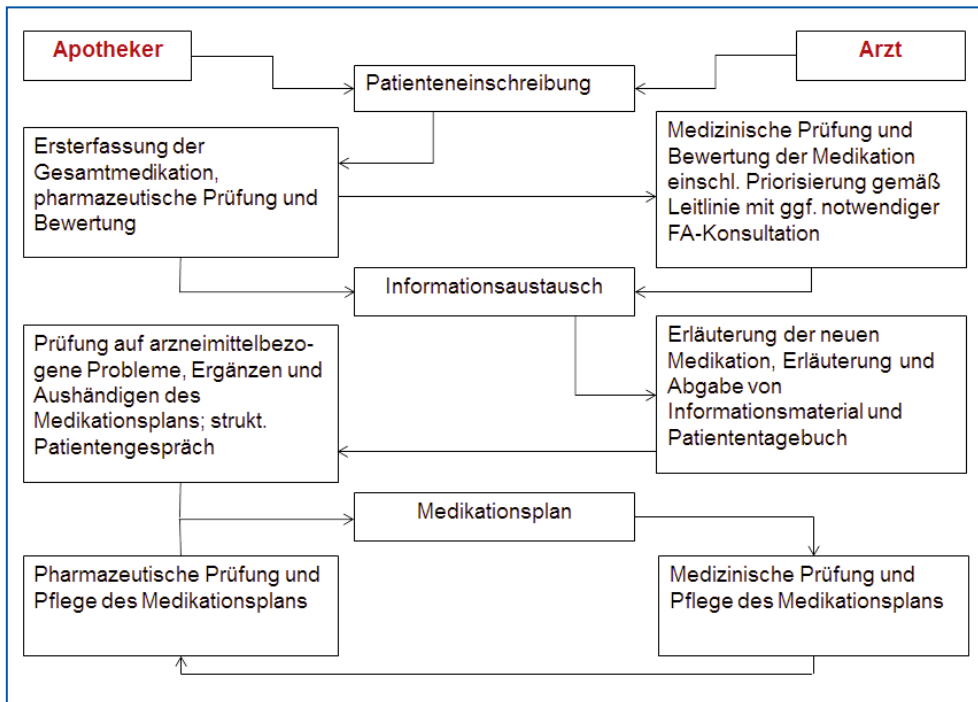 Apotheker
Arzt
Patienteneinschreibung
Ersterfassung der
Gesamtmedikation,
pharmazeutische Prüfung und
Bewertung
Medizinische Prüfung und
Bewertung der Medikation
einschl. Priorisierung gemäß
Leitlinie mit ggf. notwendiger
FA-Konsultation
Informationsaustausch
Prüfung auf arzneimittelbezo-
gene Probleme, Ergänzen und
Aushändigen des
Medikationsplans; strukt.
Patientengespräch
Erläuterung der neuen
Medikation, Erläuterung und
Abgabe von
Informationsmaterial und
Patiententagebuch
Medikationsplan
Pharmazeutische Prüfung und
Pflege des Medikationsplans
Medizinische Prüfung und
Pflege des Medikationsplans